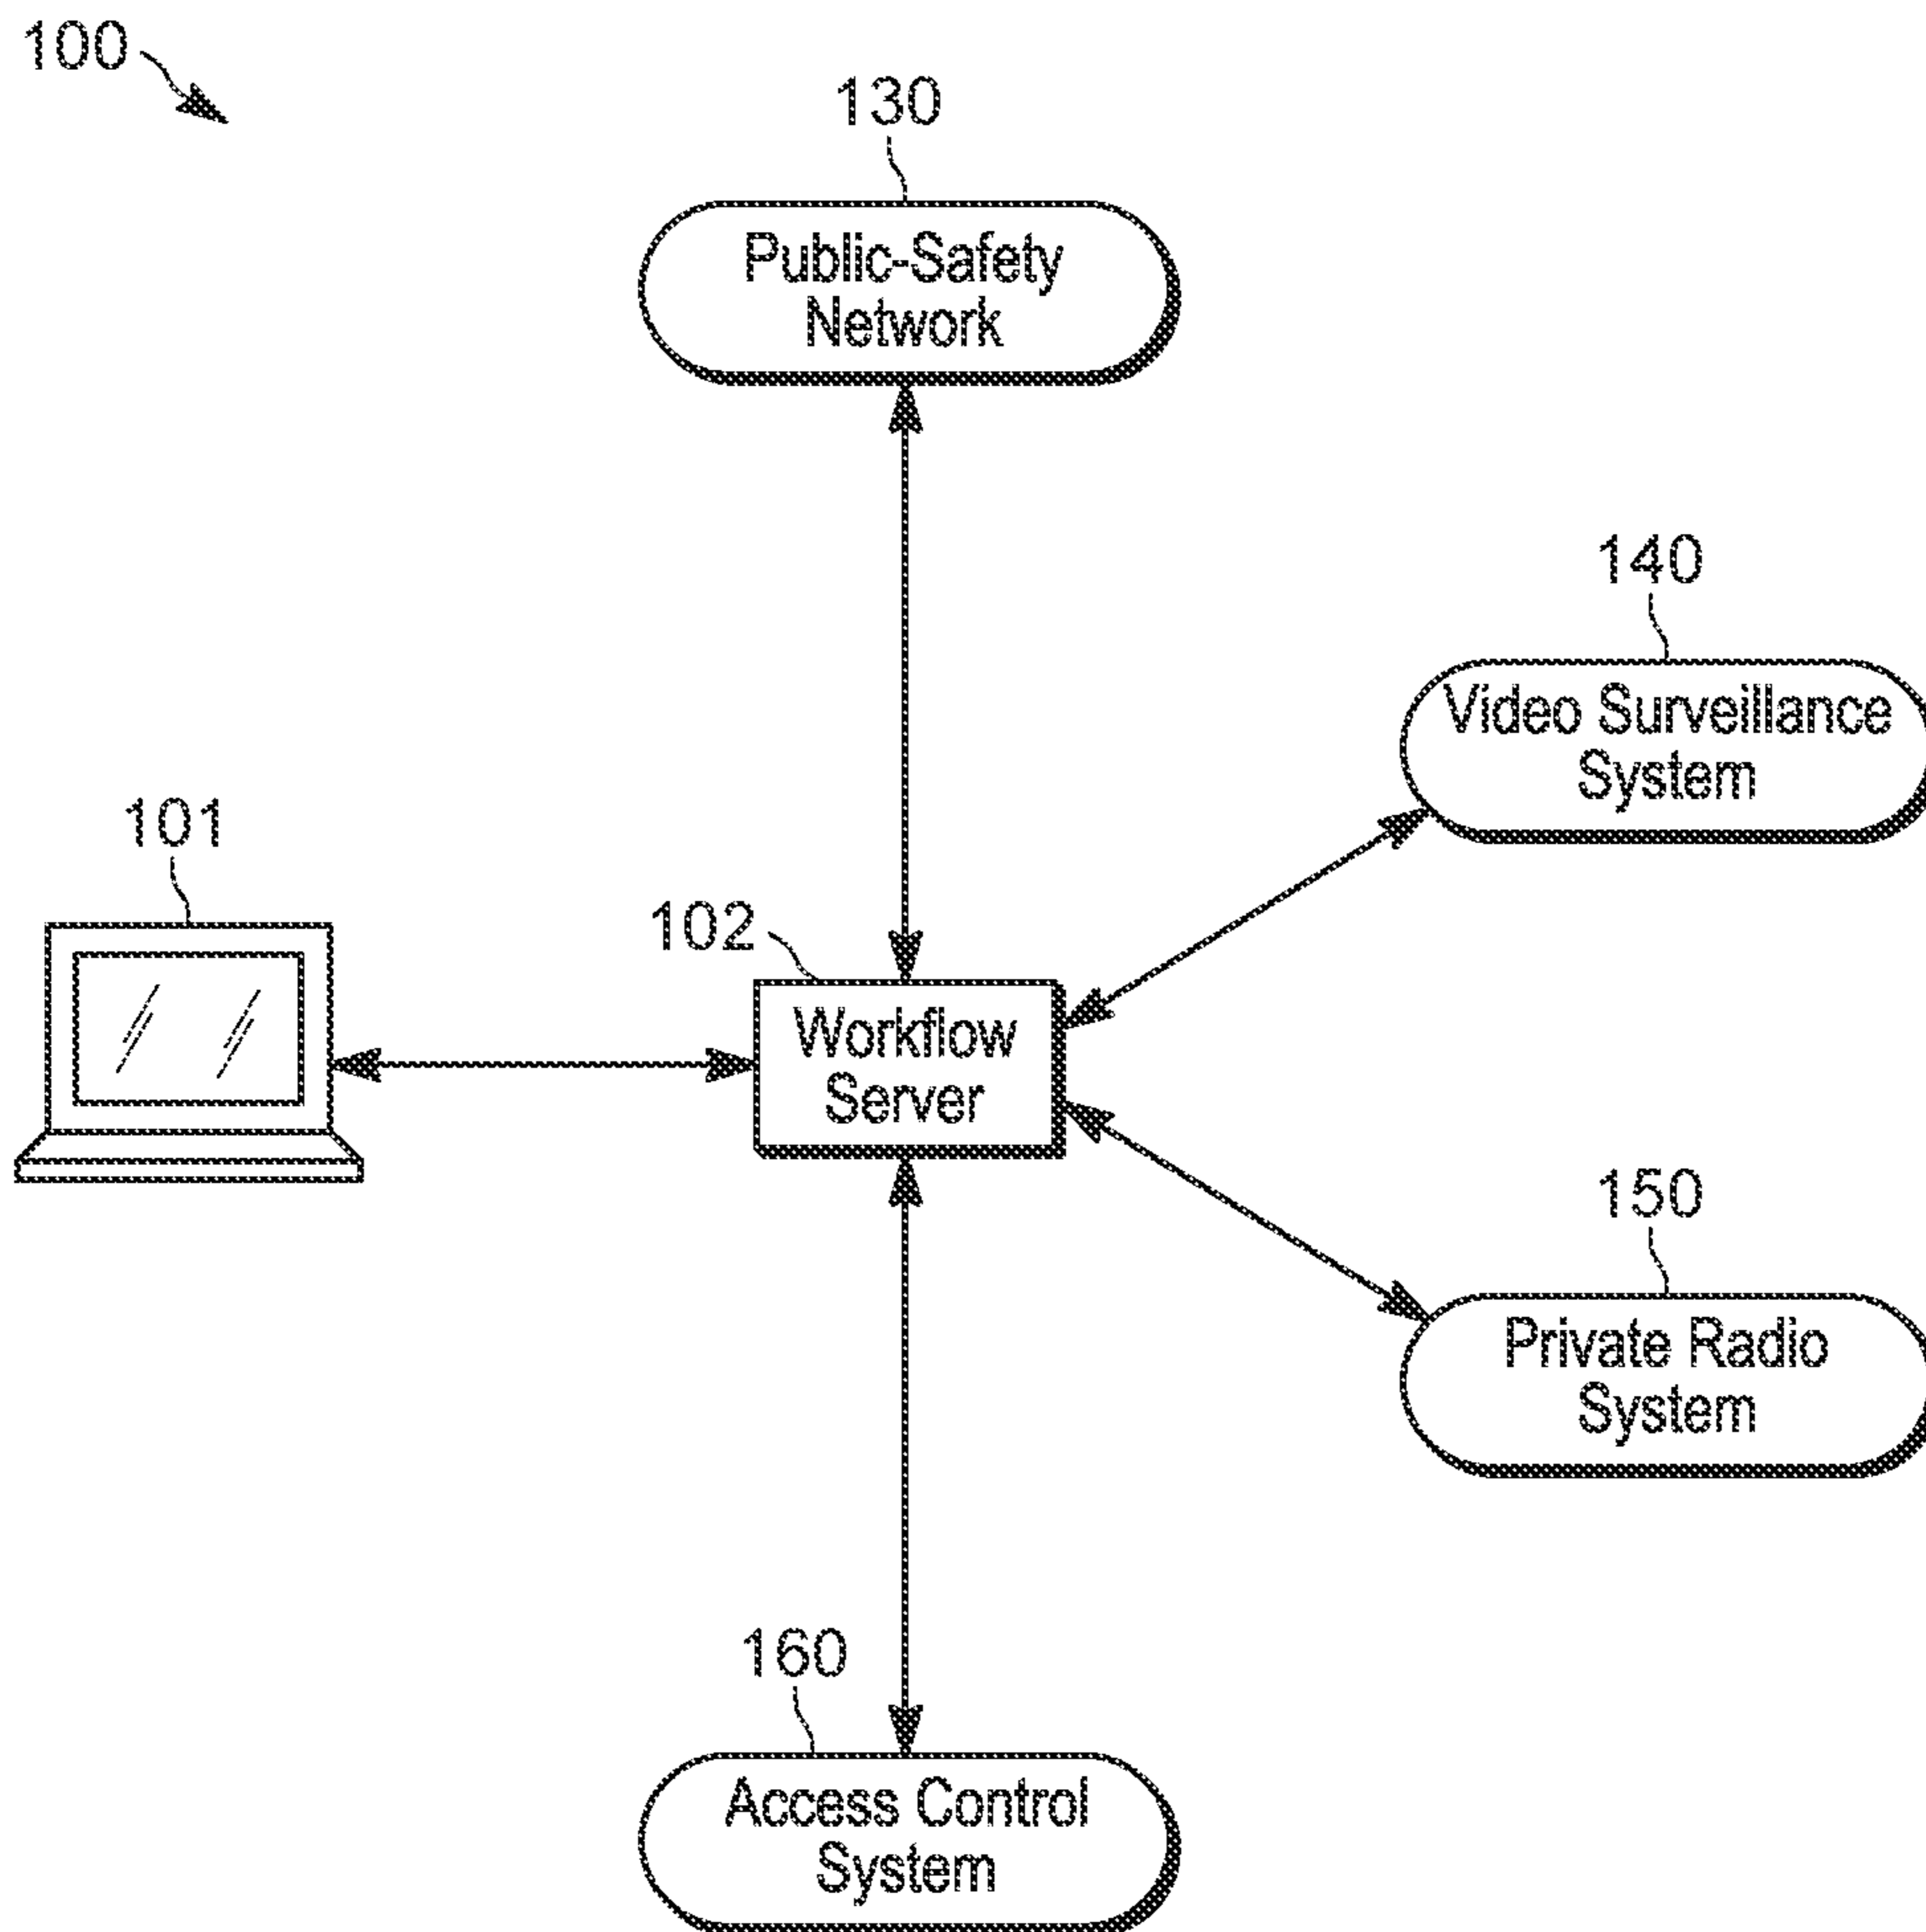 100
130
Public-Safety
Network
140
Video Surveillance
System
101
102
Workflow
Server
150
Private Radio
System
160
Access Control
System